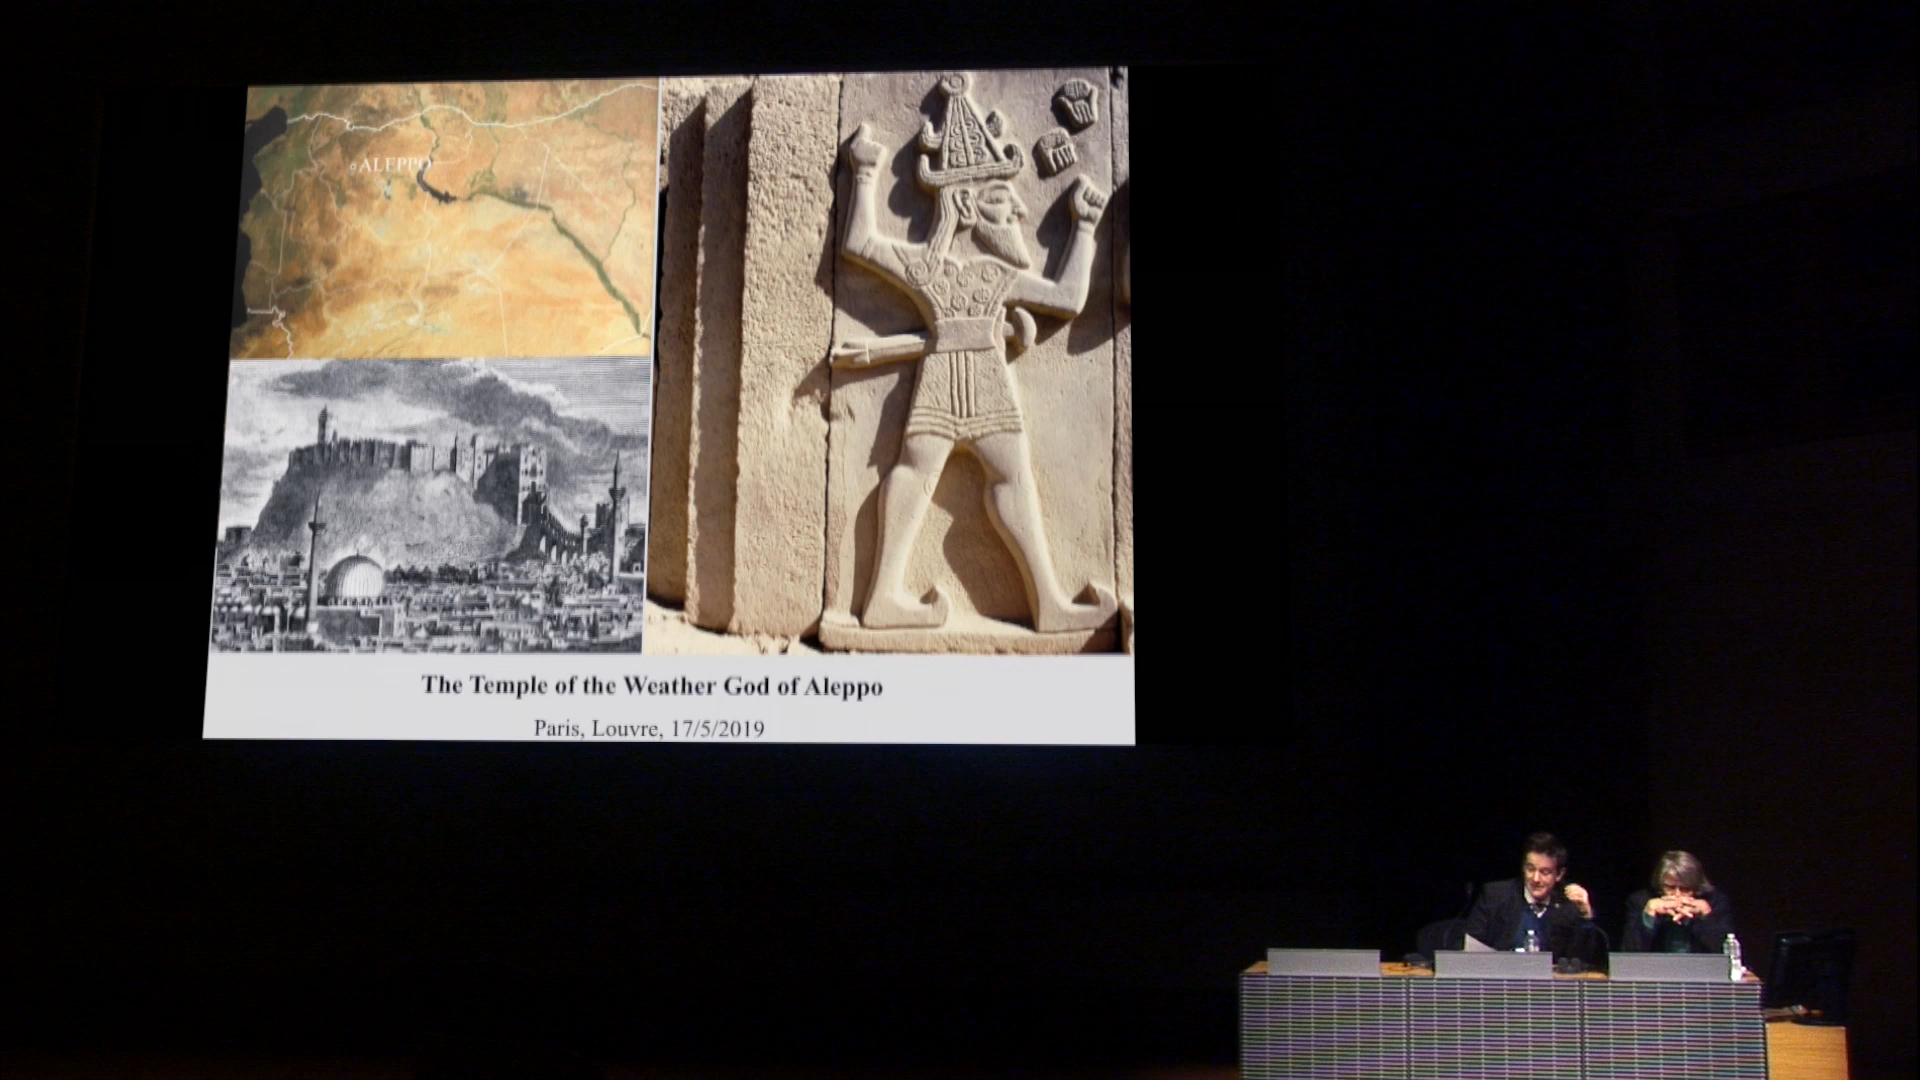 ALEPPO
The Temple of the Weather God of Aleppo
Paris, Louvre, 17/5/2019